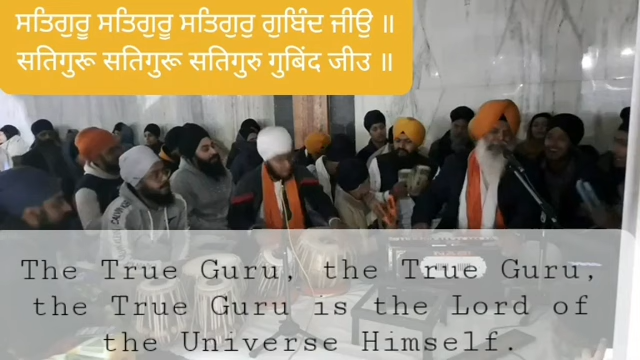 ਸਤਿਗੁਰੂ ਸਤਿਗੁਰੂ ਸਤਿਗੁਰੁ ਗੁਬਿੰਦ ਜੀਉ ॥
सतिगुरू सतिगुरू सतिगुरु गुबिंद जीउ ॥
The True Guru, the True Guru,
the True Guru is the Lord of
the Universe Himself.